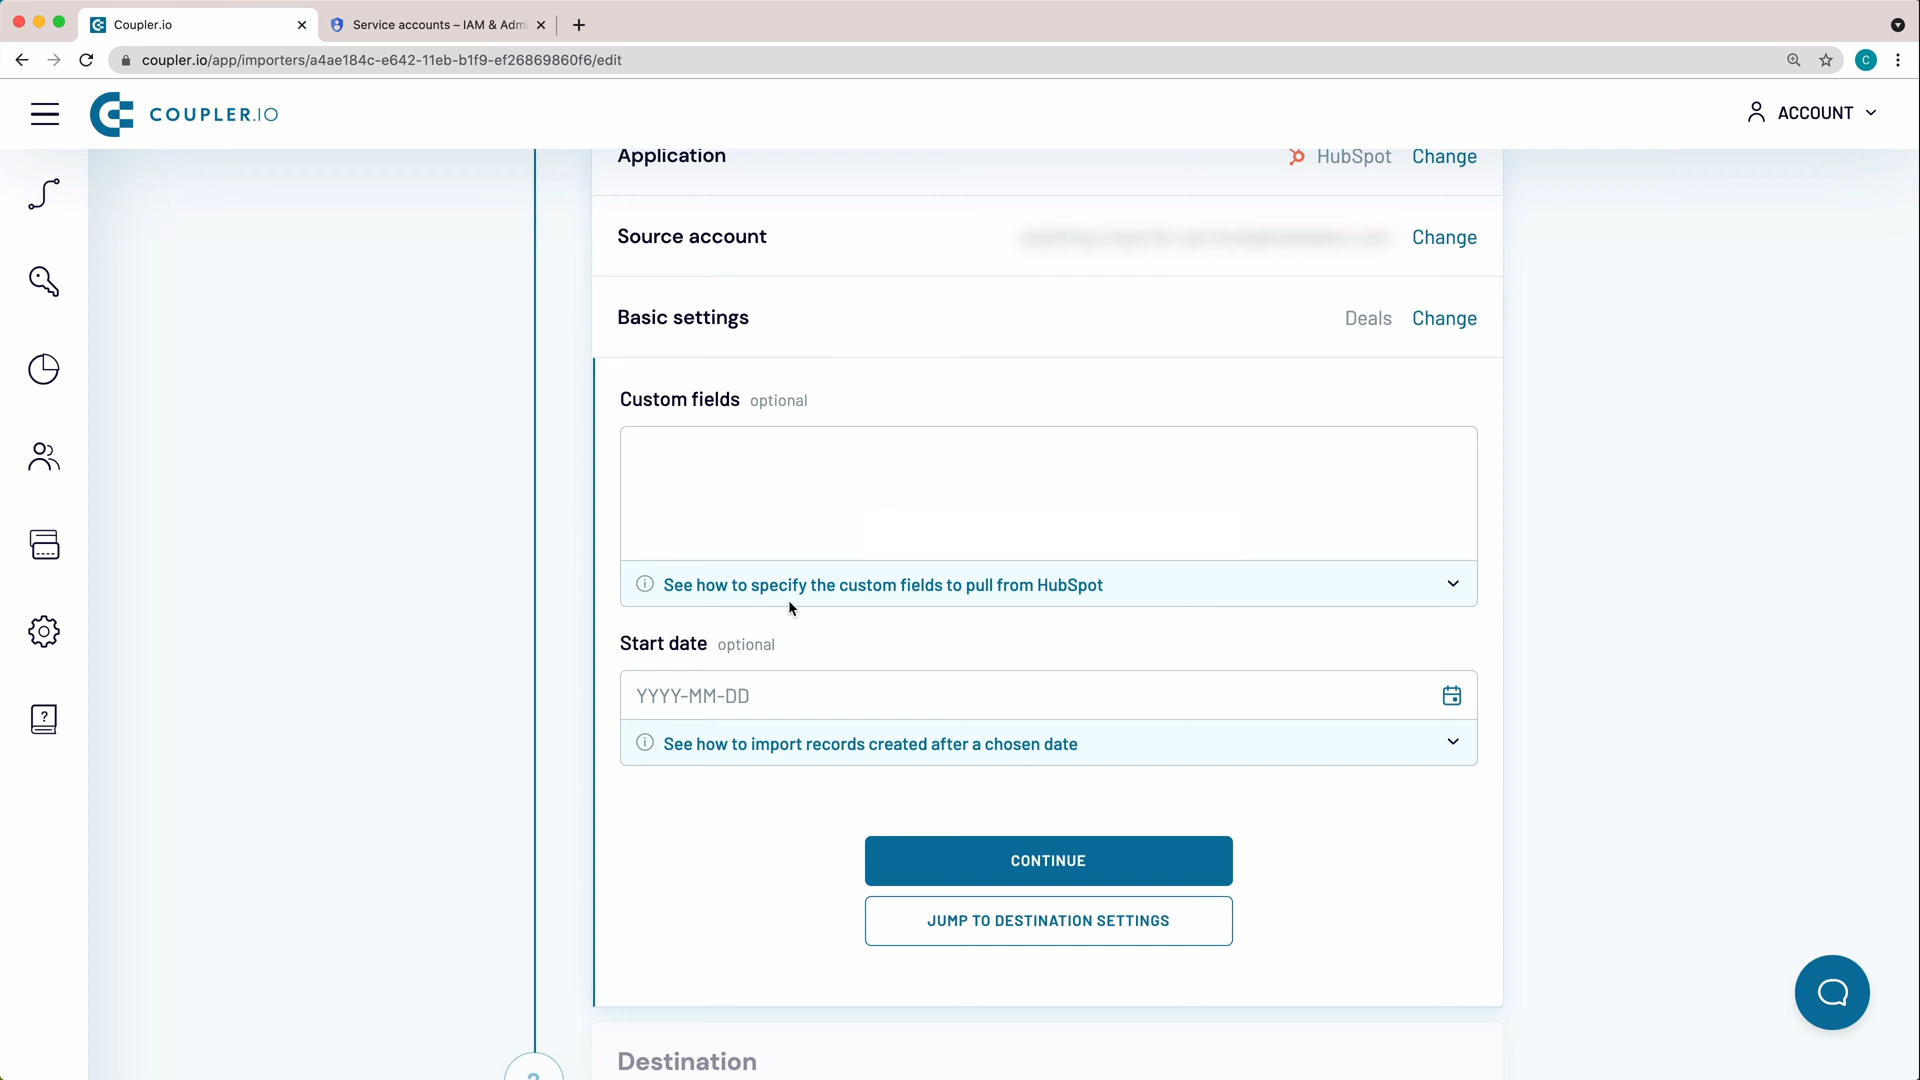 Coupler.io
Service accounts – IAM & Adm
coupler.io/app/importers/a4ae184c-e642-11eb-b1f9-ef26869860f6/edit
C
COUPLER.IO
ACCOUNT
Application
HubSpot Change
Source account
Change
Basic settings
Deals Change
Custom fields optional
See how to specify the custom fields to pull from HubSpot
Start date optional
YYYY-MM-DD
See how to import records created after a chosen date
CONTINUE
JUMP TO DESTINATION SETTINGS
Destination